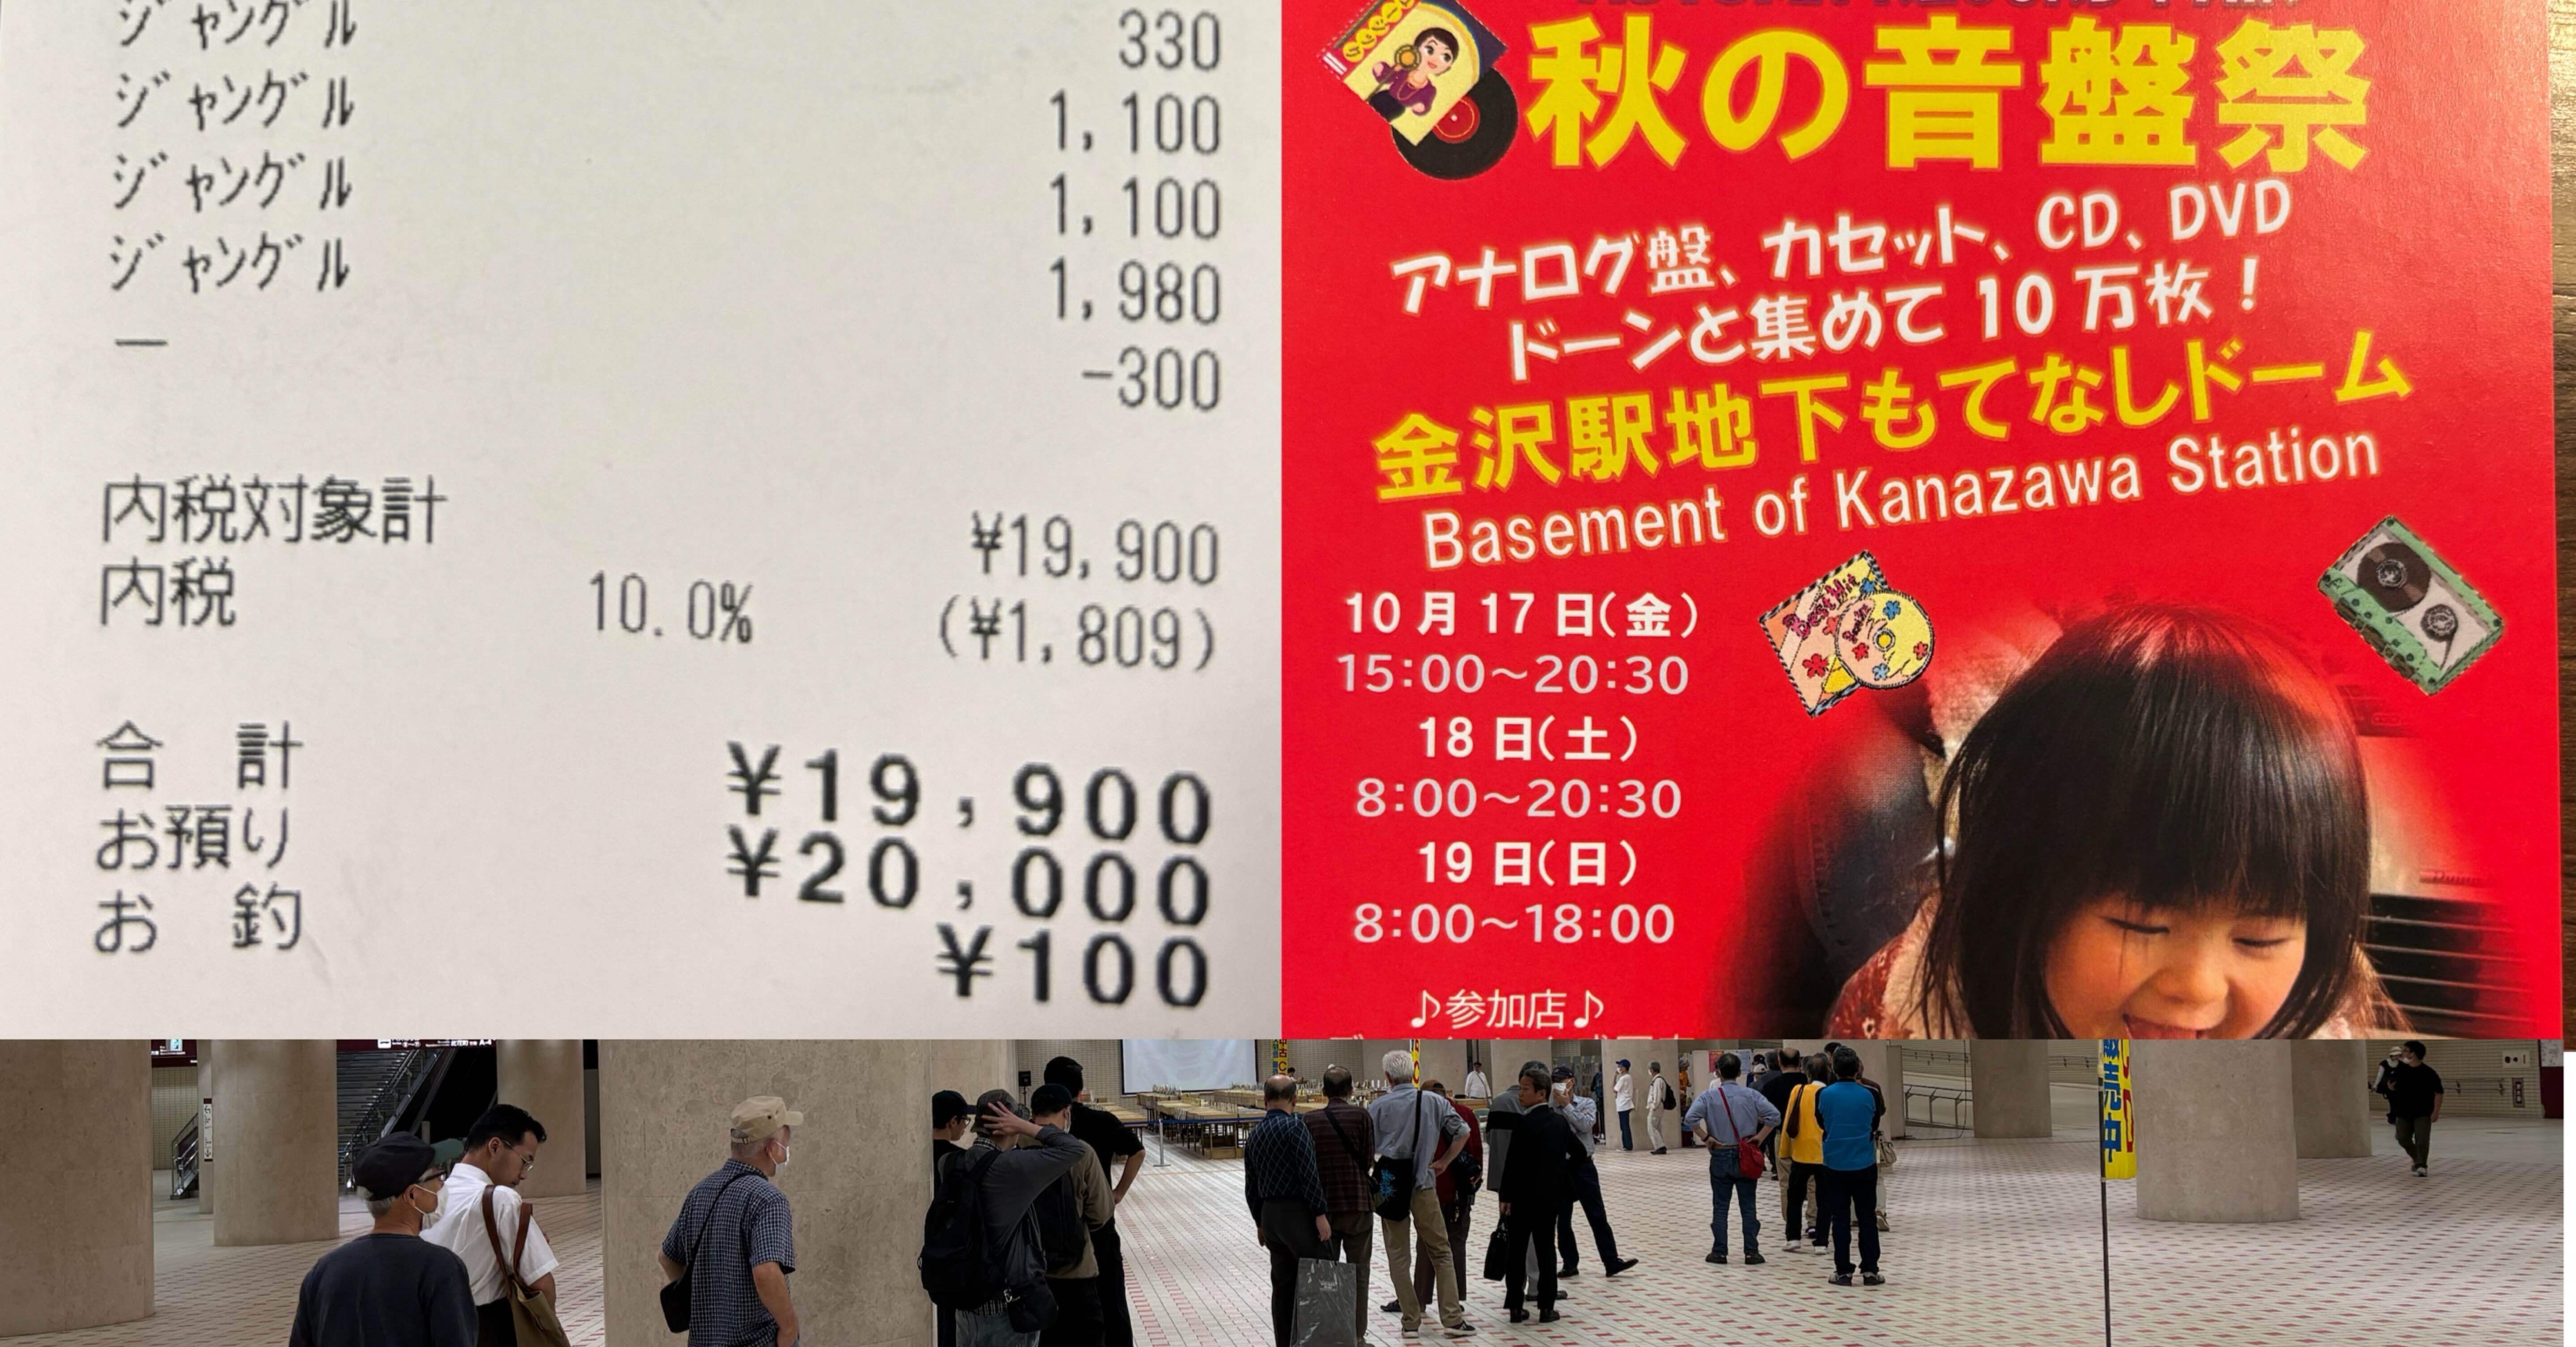 ジャングル 330
ジャングル 1,100
ジャングル 1,100
ジャングル 1,980
― -300
内税対象計 ¥19,900
内税 10.0% (¥1,809)
合 計 ¥19,900
お預り ¥20,000
お 釣 ¥100
秋の音盤祭
アナログ盤、カセット、CD、DVD
ドーンと集めて10万枚!
金沢駅地下もてなしドーム
Basement of Kanazawa Station
10月17日(金)
15:00~20:30
18日(土)
8:00~20:30
19日(日)
8:00~18:00
♪参加店♪
売中